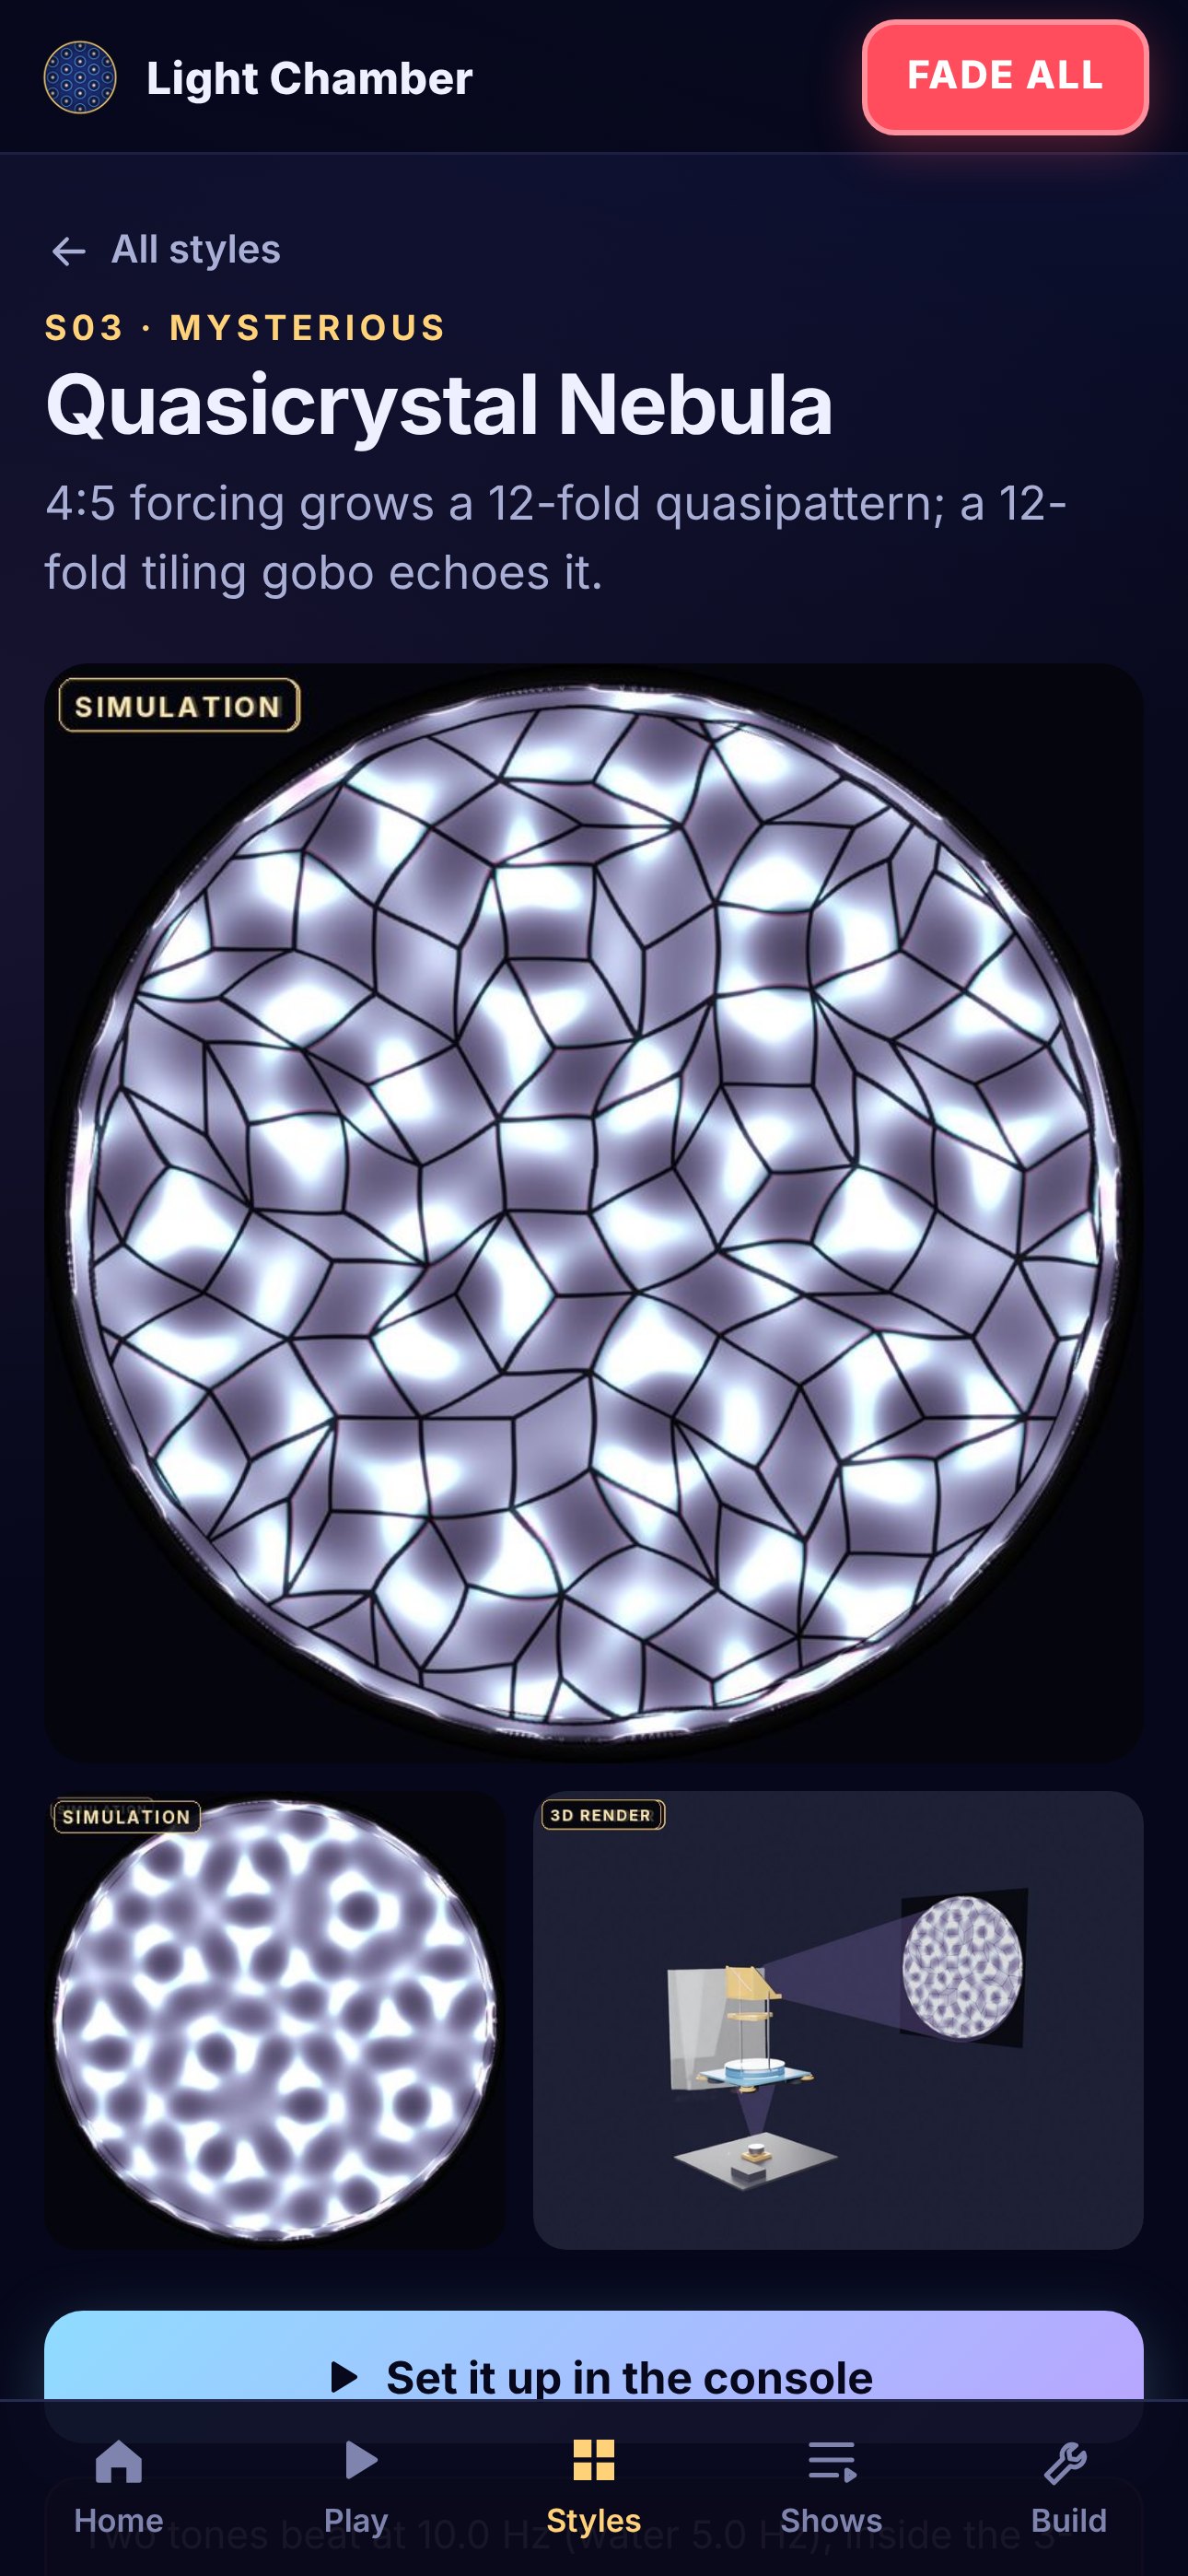 Light Chamber
FADE ALL
All styles
S03 · MYSTERIOUS
Quasicrystal Nebula
4:5 forcing grows a 12-
fold quasipattern; a 12-
fold tiling gobo echoes it.
SIMULATION
SIMULATION
3D RENDER
Set it up in the console
Two tones beat at 10.0 Hz (water 5.0 Hz), inside the 3-
Home
Play
Styles
Shows
Build